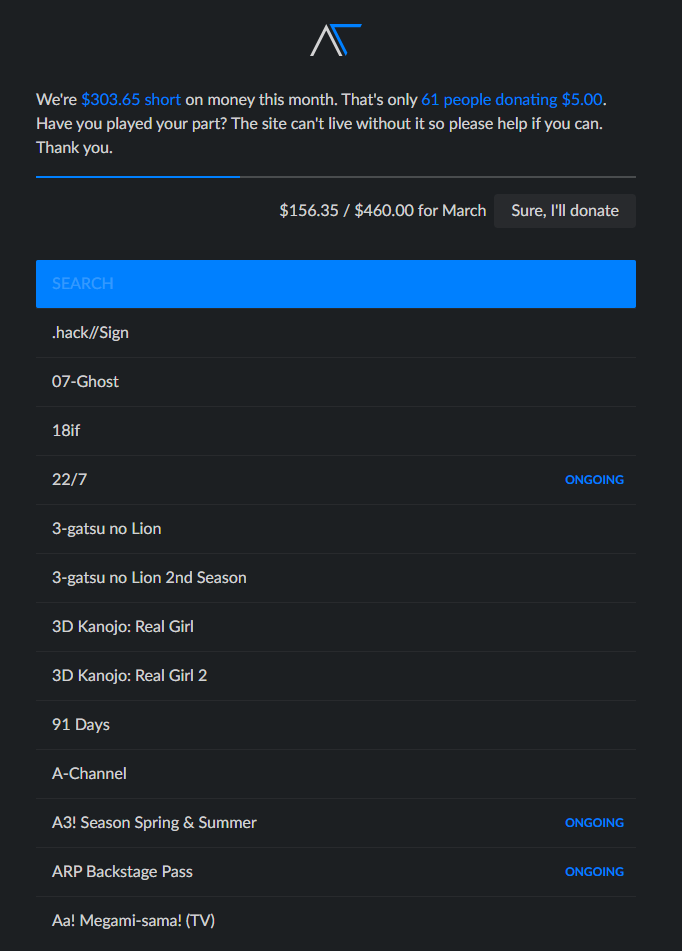 We're $303.65 short on money this month. That's only 61 people donating $5.00.
Have you played your part? The site can't live without it so please help if you can.
Thank you.
$156.35 / $460.00 for March Sure, I'll donate
SEARCH
.hack//Sign
07-Ghost
18if
22/7 ONGOING
3-gatsu no Lion
3-gatsu no Lion 2nd Season
3D Kanojo: Real Girl
3D Kanojo: Real Girl 2
91 Days
A-Channel
A3! Season Spring & Summer ONGOING
ARP Backstage Pass ONGOING
Aa! Megami-sama! (TV)